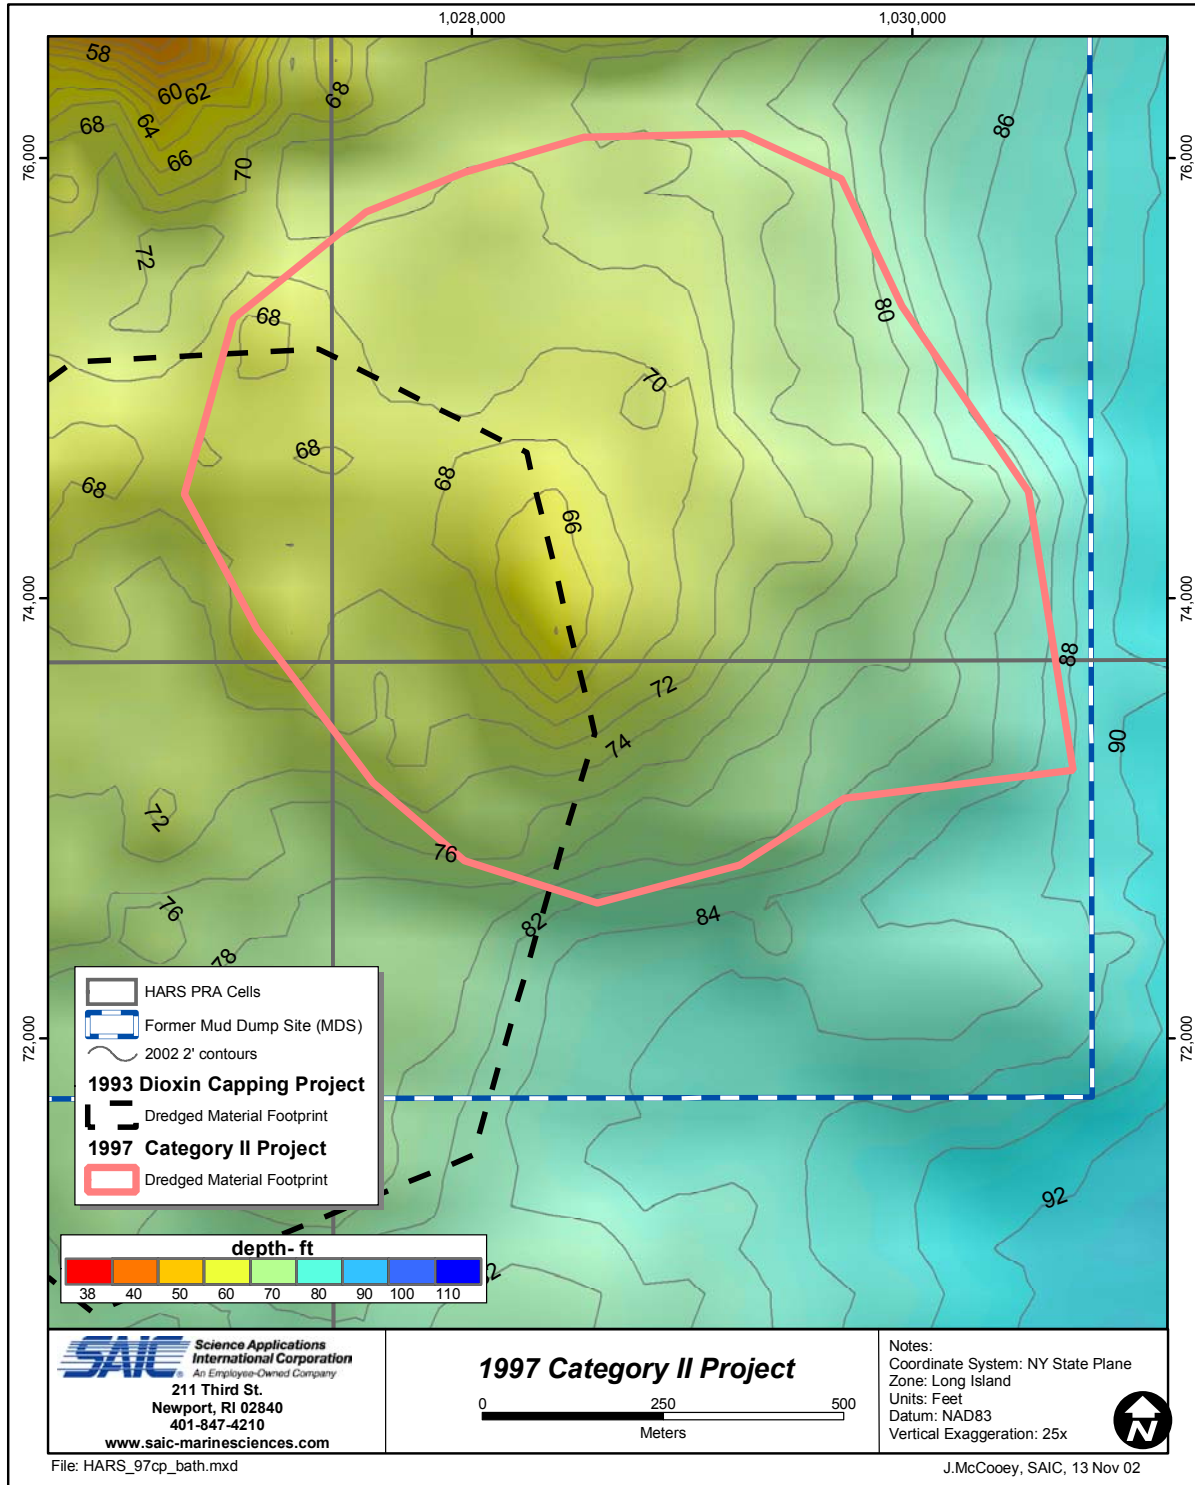 1,028,000
1,030,000
58
60
62
68
68
64
66
70
86
76,000
76,000
72
80
68
70
68
68
68
66
74,000
74,000
88
72
74
90
72
76
76
82
84
78
72,000
72,000
92
HARS PRA Cells
Former Mud Dump Site (MDS)
2002 2' contours
1993 Dioxin Capping Project
Dredged Material Footprint
1997 Category II Project
Dredged Material Footprint
depth- ft
38 40 50 60 70 80 90 100 110
SAIC
Science Applications
International Corporation
An Employee-Owned Company
211 Third St.
Newport, RI 02840
401-847-4210
www.saic-marinesciences.com
1997 Category II Project
0 250 500
Meters
Notes:
Coordinate System: NY State Plane
Zone: Long Island
Units: Feet
Datum: NAD83
Vertical Exaggeration: 25x
N
File: HARS_97cp_bath.mxd
J.McCooey, SAIC, 13 Nov 02